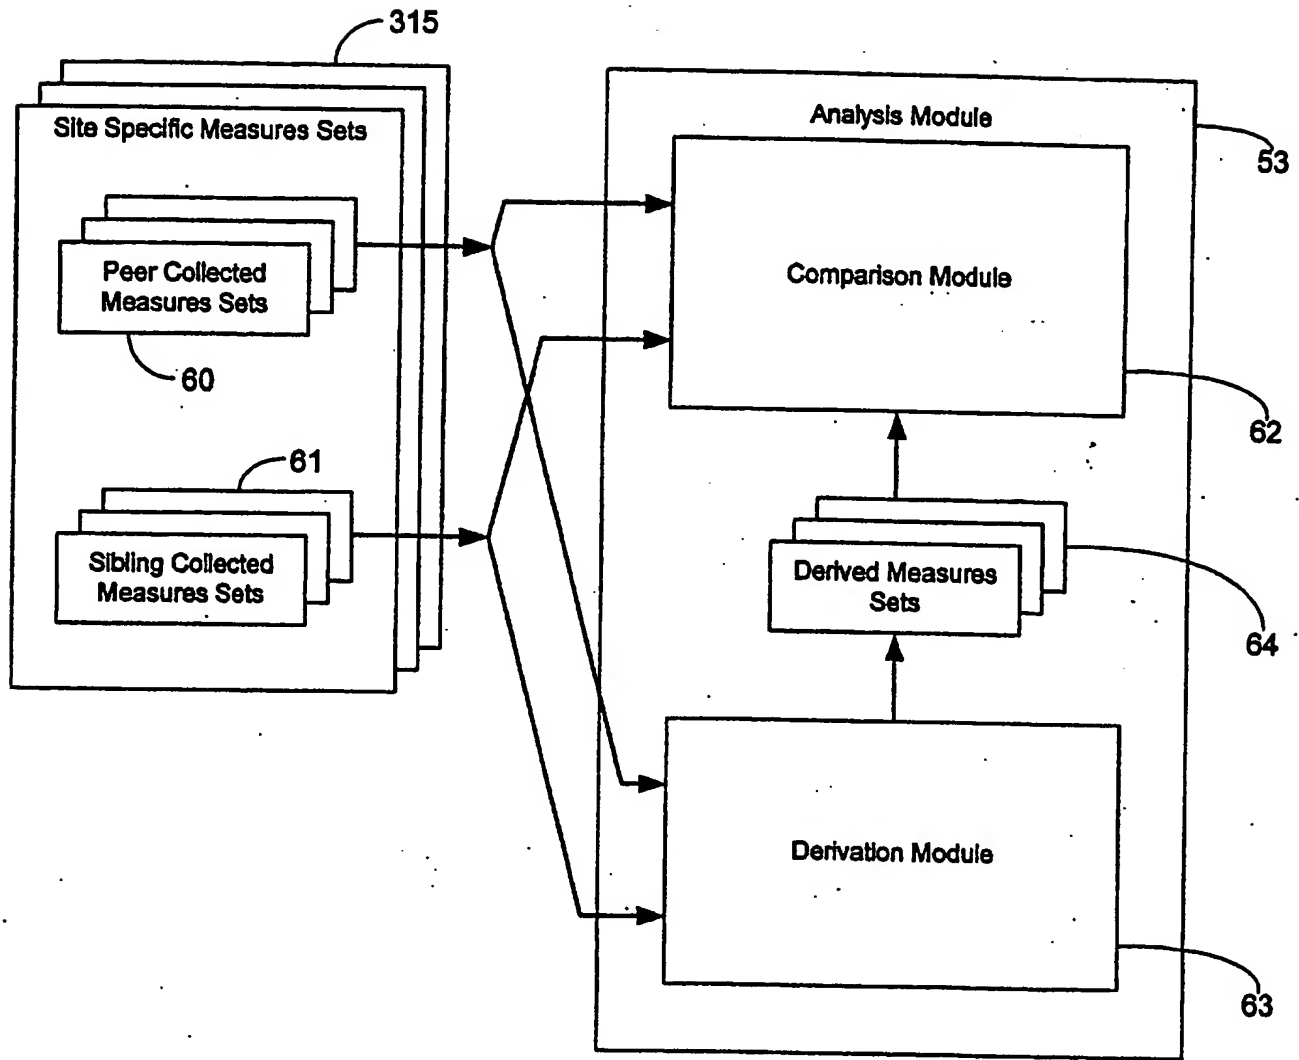 315
Site Specific Measures Sets
Peer Collected
Measures Sets
60
61
Sibling Collected
Measures Sets
Analysis Module
53
Comparison Module
62
Derived Measures
Sets
64
Derivation Module
63